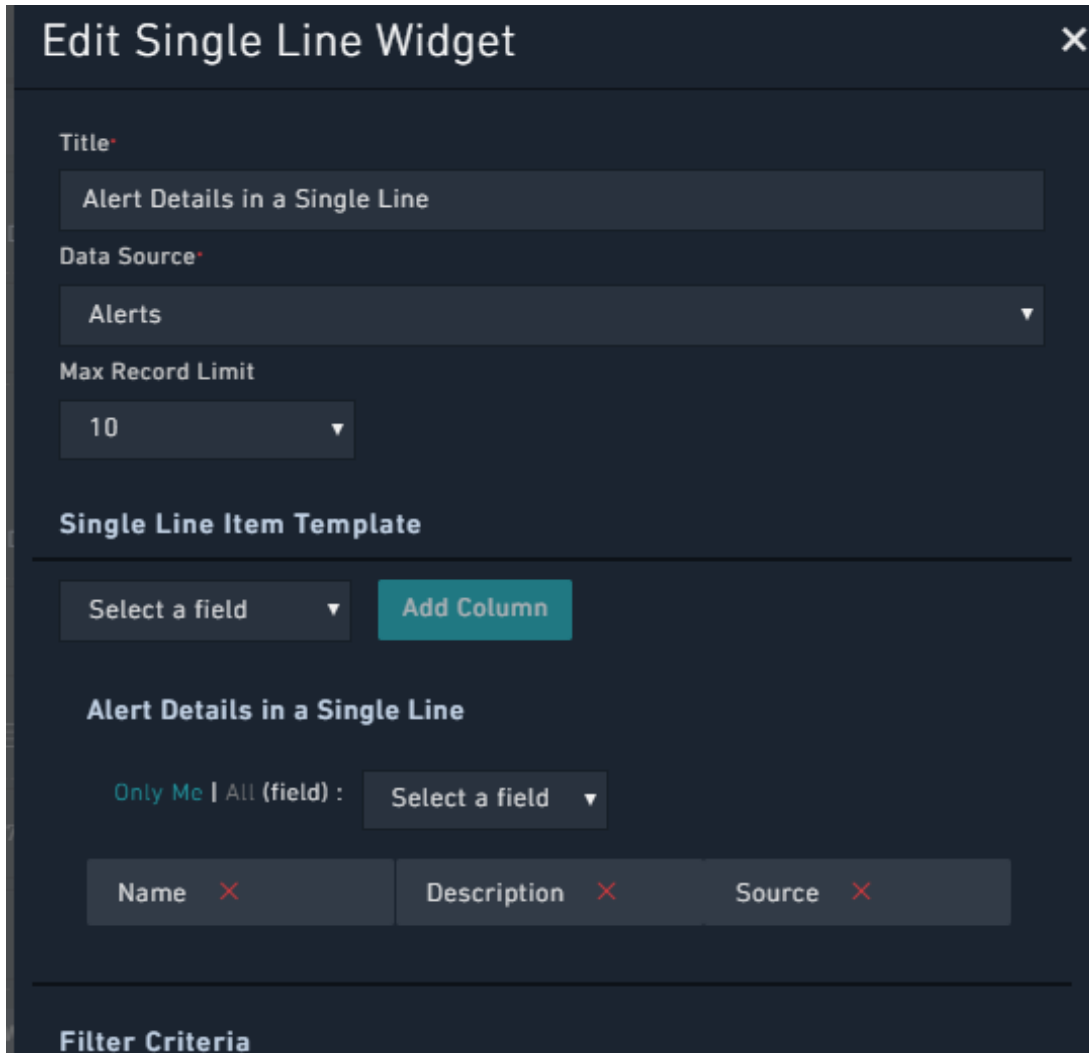 Edit Single Line Widget
Title*
Alert Details in a Single Line
Data Source*
Alerts
Max Record Limit
10
Single Line Item Template
Select a field Add Column
Alert Details in a Single Line
Only Me | All (field) : Select a field
Name Description Source
Filter Criteria